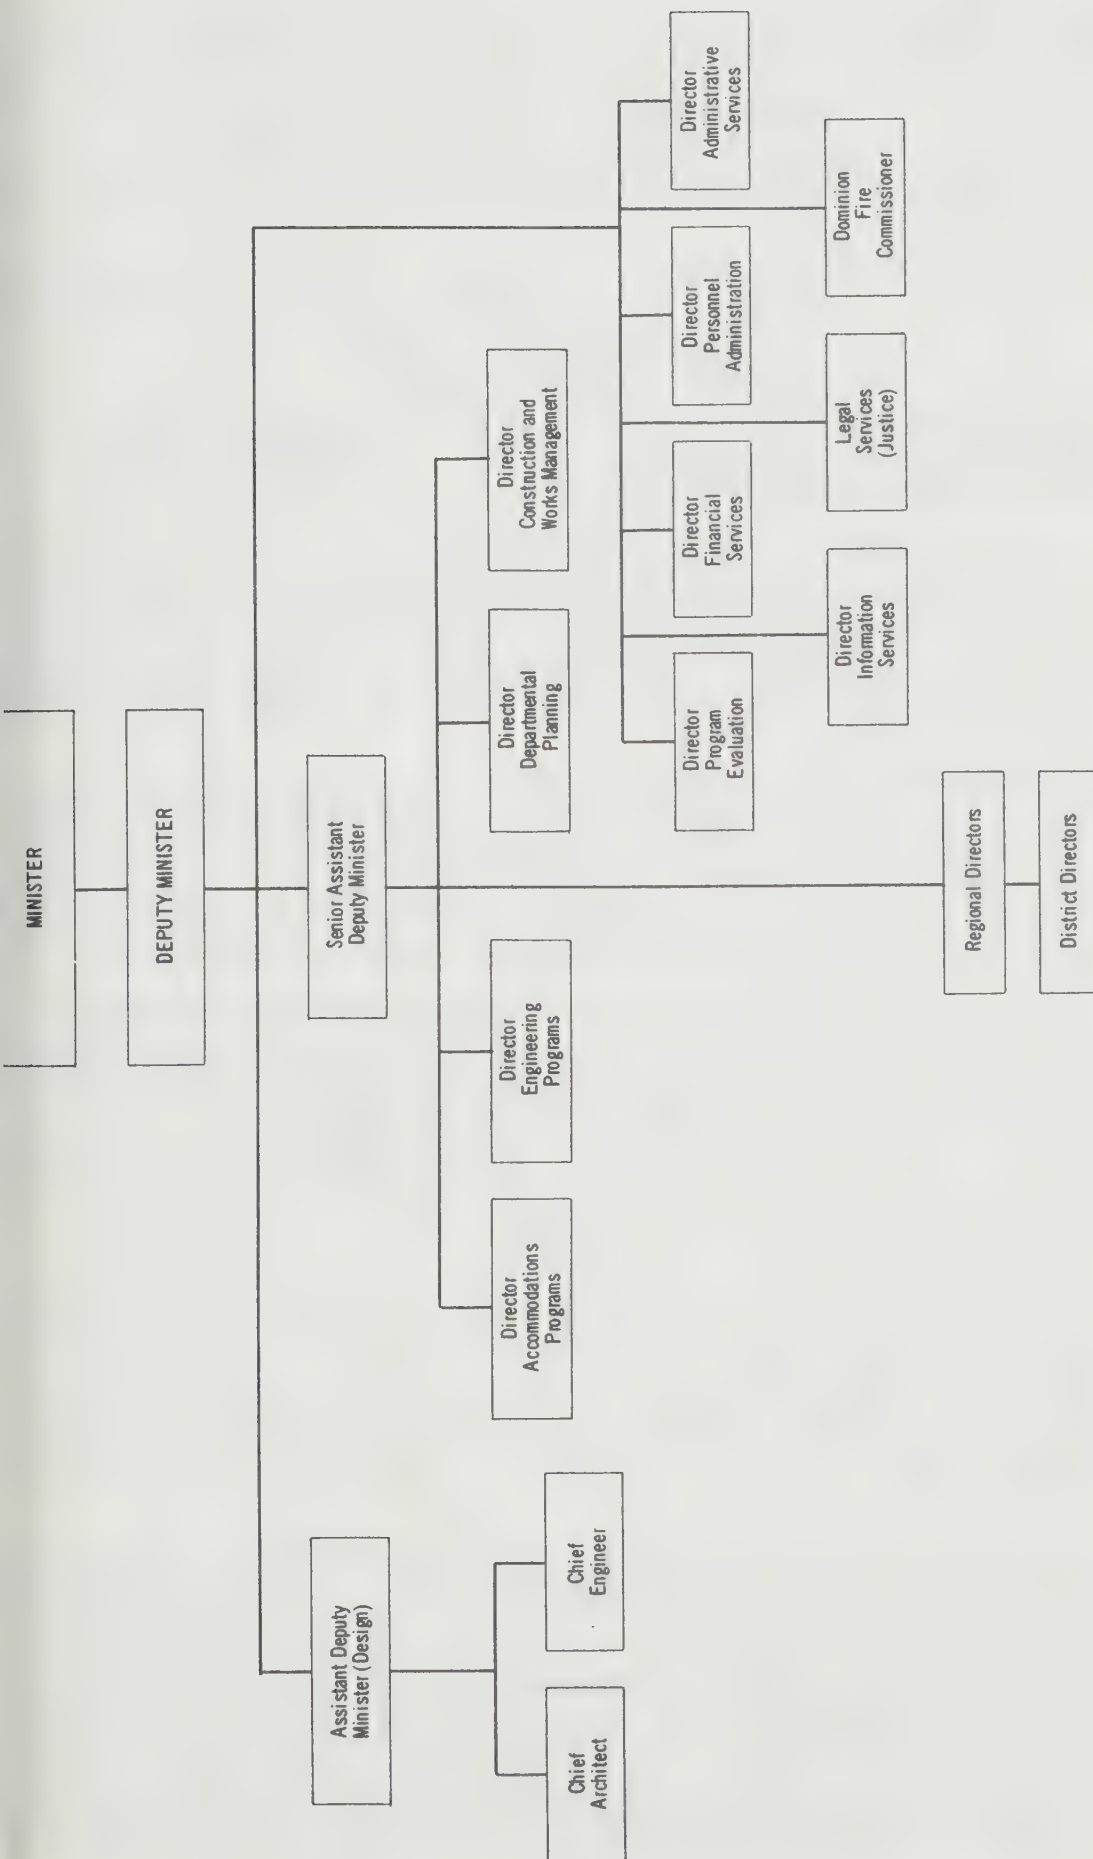 MINISTER
DEPUTY MINISTER
Assistant Deputy
Minister (Design)
Senior Assistant
Deputy Minister
Chief
Architect
Chief
Engineer
Director
Accommodations
Programs
Director
Engineering
Programs
Director
Departmental
Planning
Director
Construction and
Works Management
Director
Program
Evaluation
Director
Financial
Services
Director
Personnel
Administration
Director
Administrative
Services
Director
Information
Services
Legal
Services
(Justice)
Dominion
Fire
Commissioner
Regional Directors
District Directors